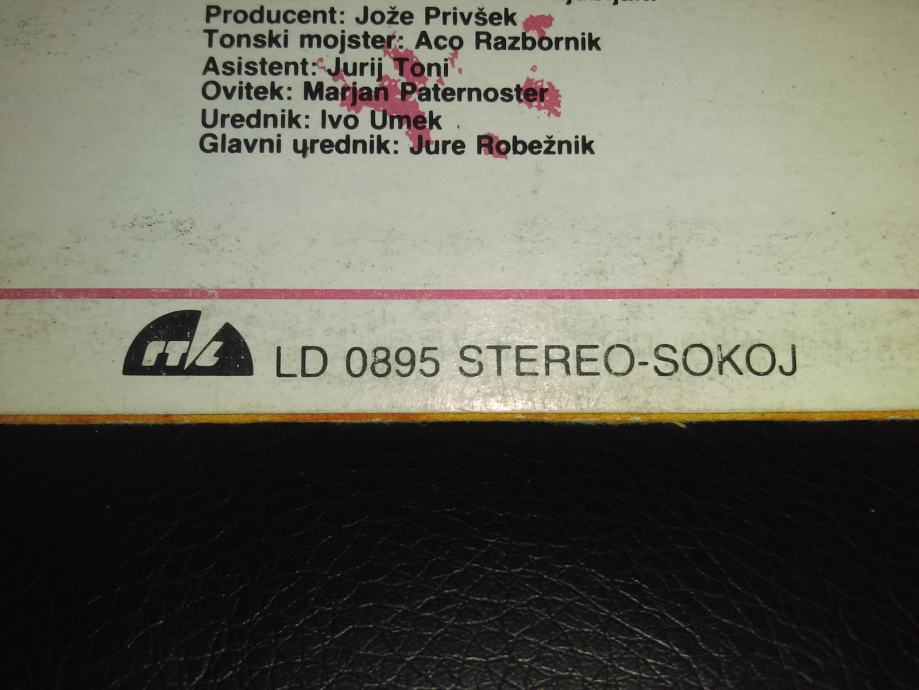 Producent: Jože Privšek
Tonski mojster: Aco Razbornik
Asistent: Jurij Toni
Ovitek: Marjan Paternoster
Urednik: Ivo Umek
Glavni urednik: Jure Robežnik
RTVL LD 0895 STEREO-SOKOJ